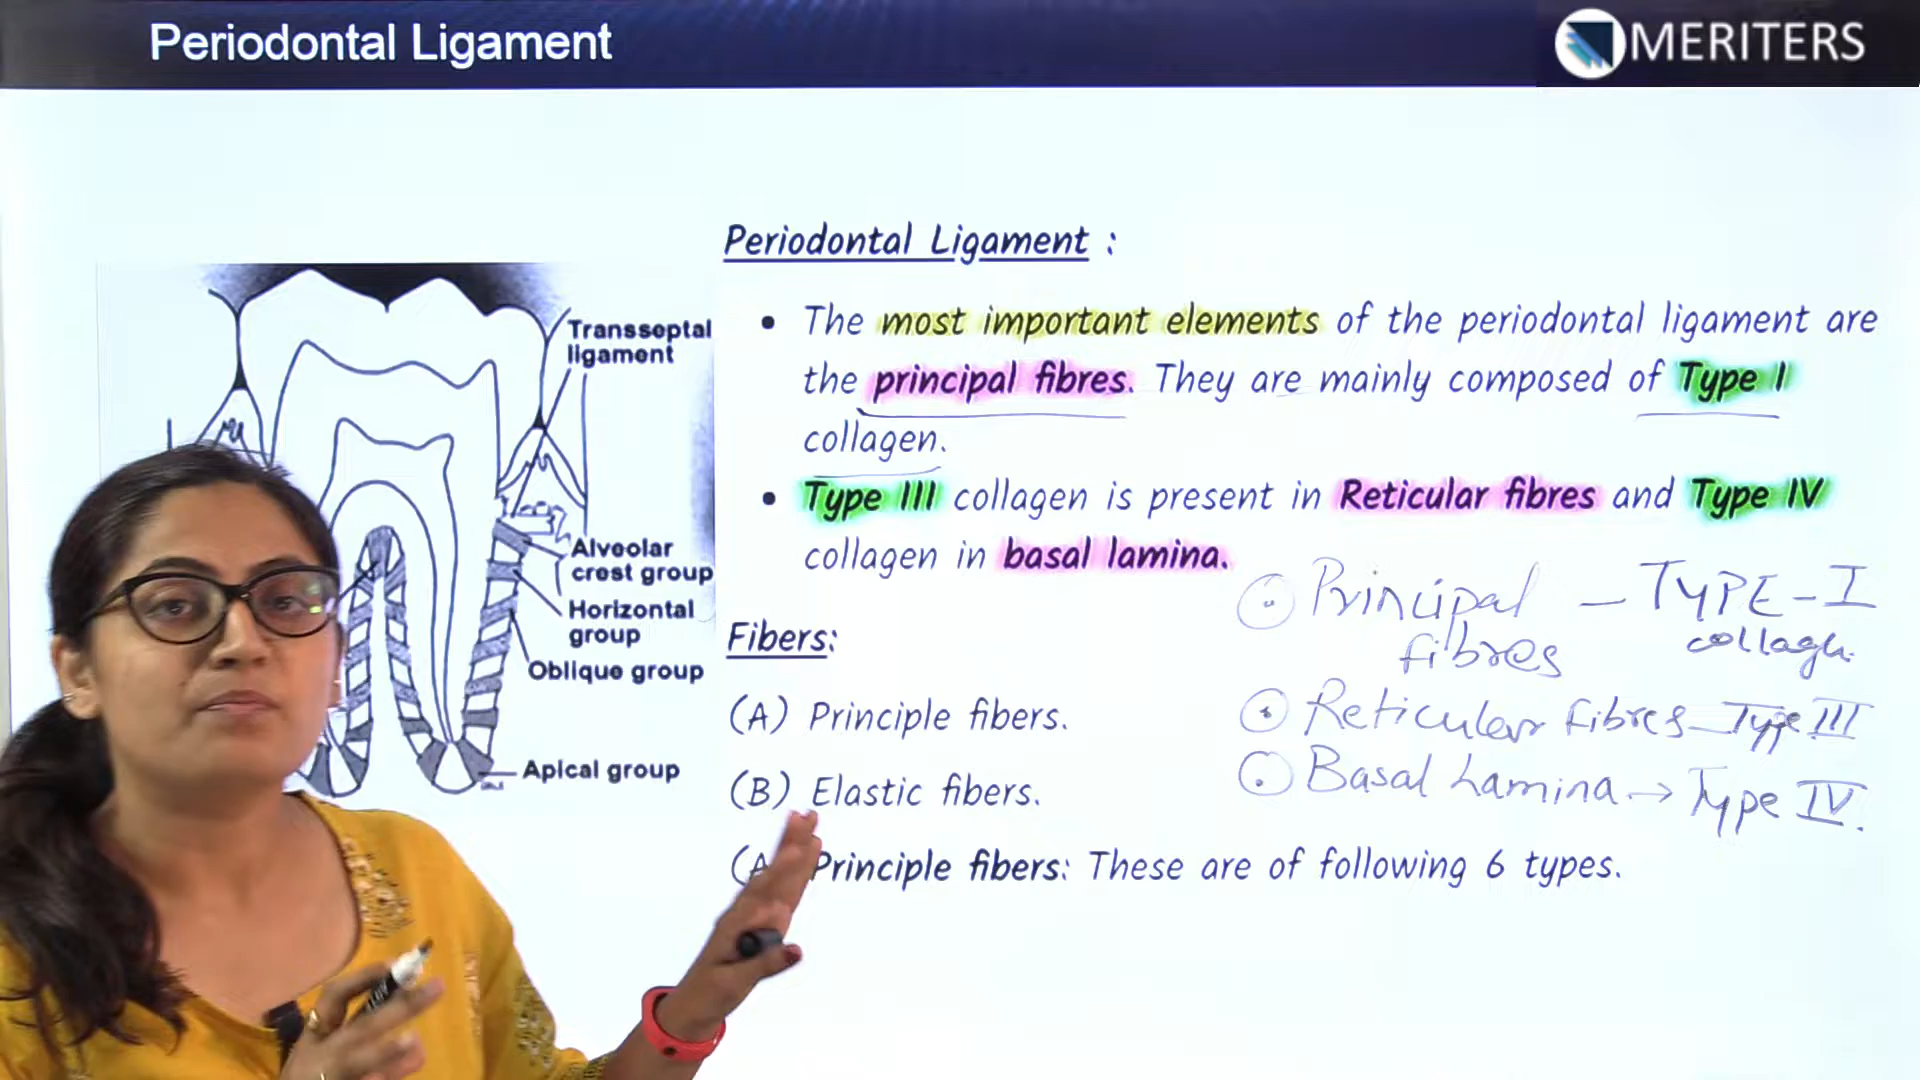 Periodontal Ligament
MERITERS
Transseptal
ligament
Alveolar
crest group
Horizontal
group
Oblique group
Apical group
Periodontal Ligament :
• The most important elements of the periodontal ligament are
the principal fibres. They are mainly composed of Type I
collagen.
• Type III collagen is present in Reticular fibres and Type IV
collagen in basal lamina.
Fibers:
(A) Principle fibers.
(B) Elastic fibers.
(A Principle fibers: These are of following 6 types.
Principal – TYPE-I
fibres collagn.
Reticular fibres – Type III
Basal Lamina → Type IV.